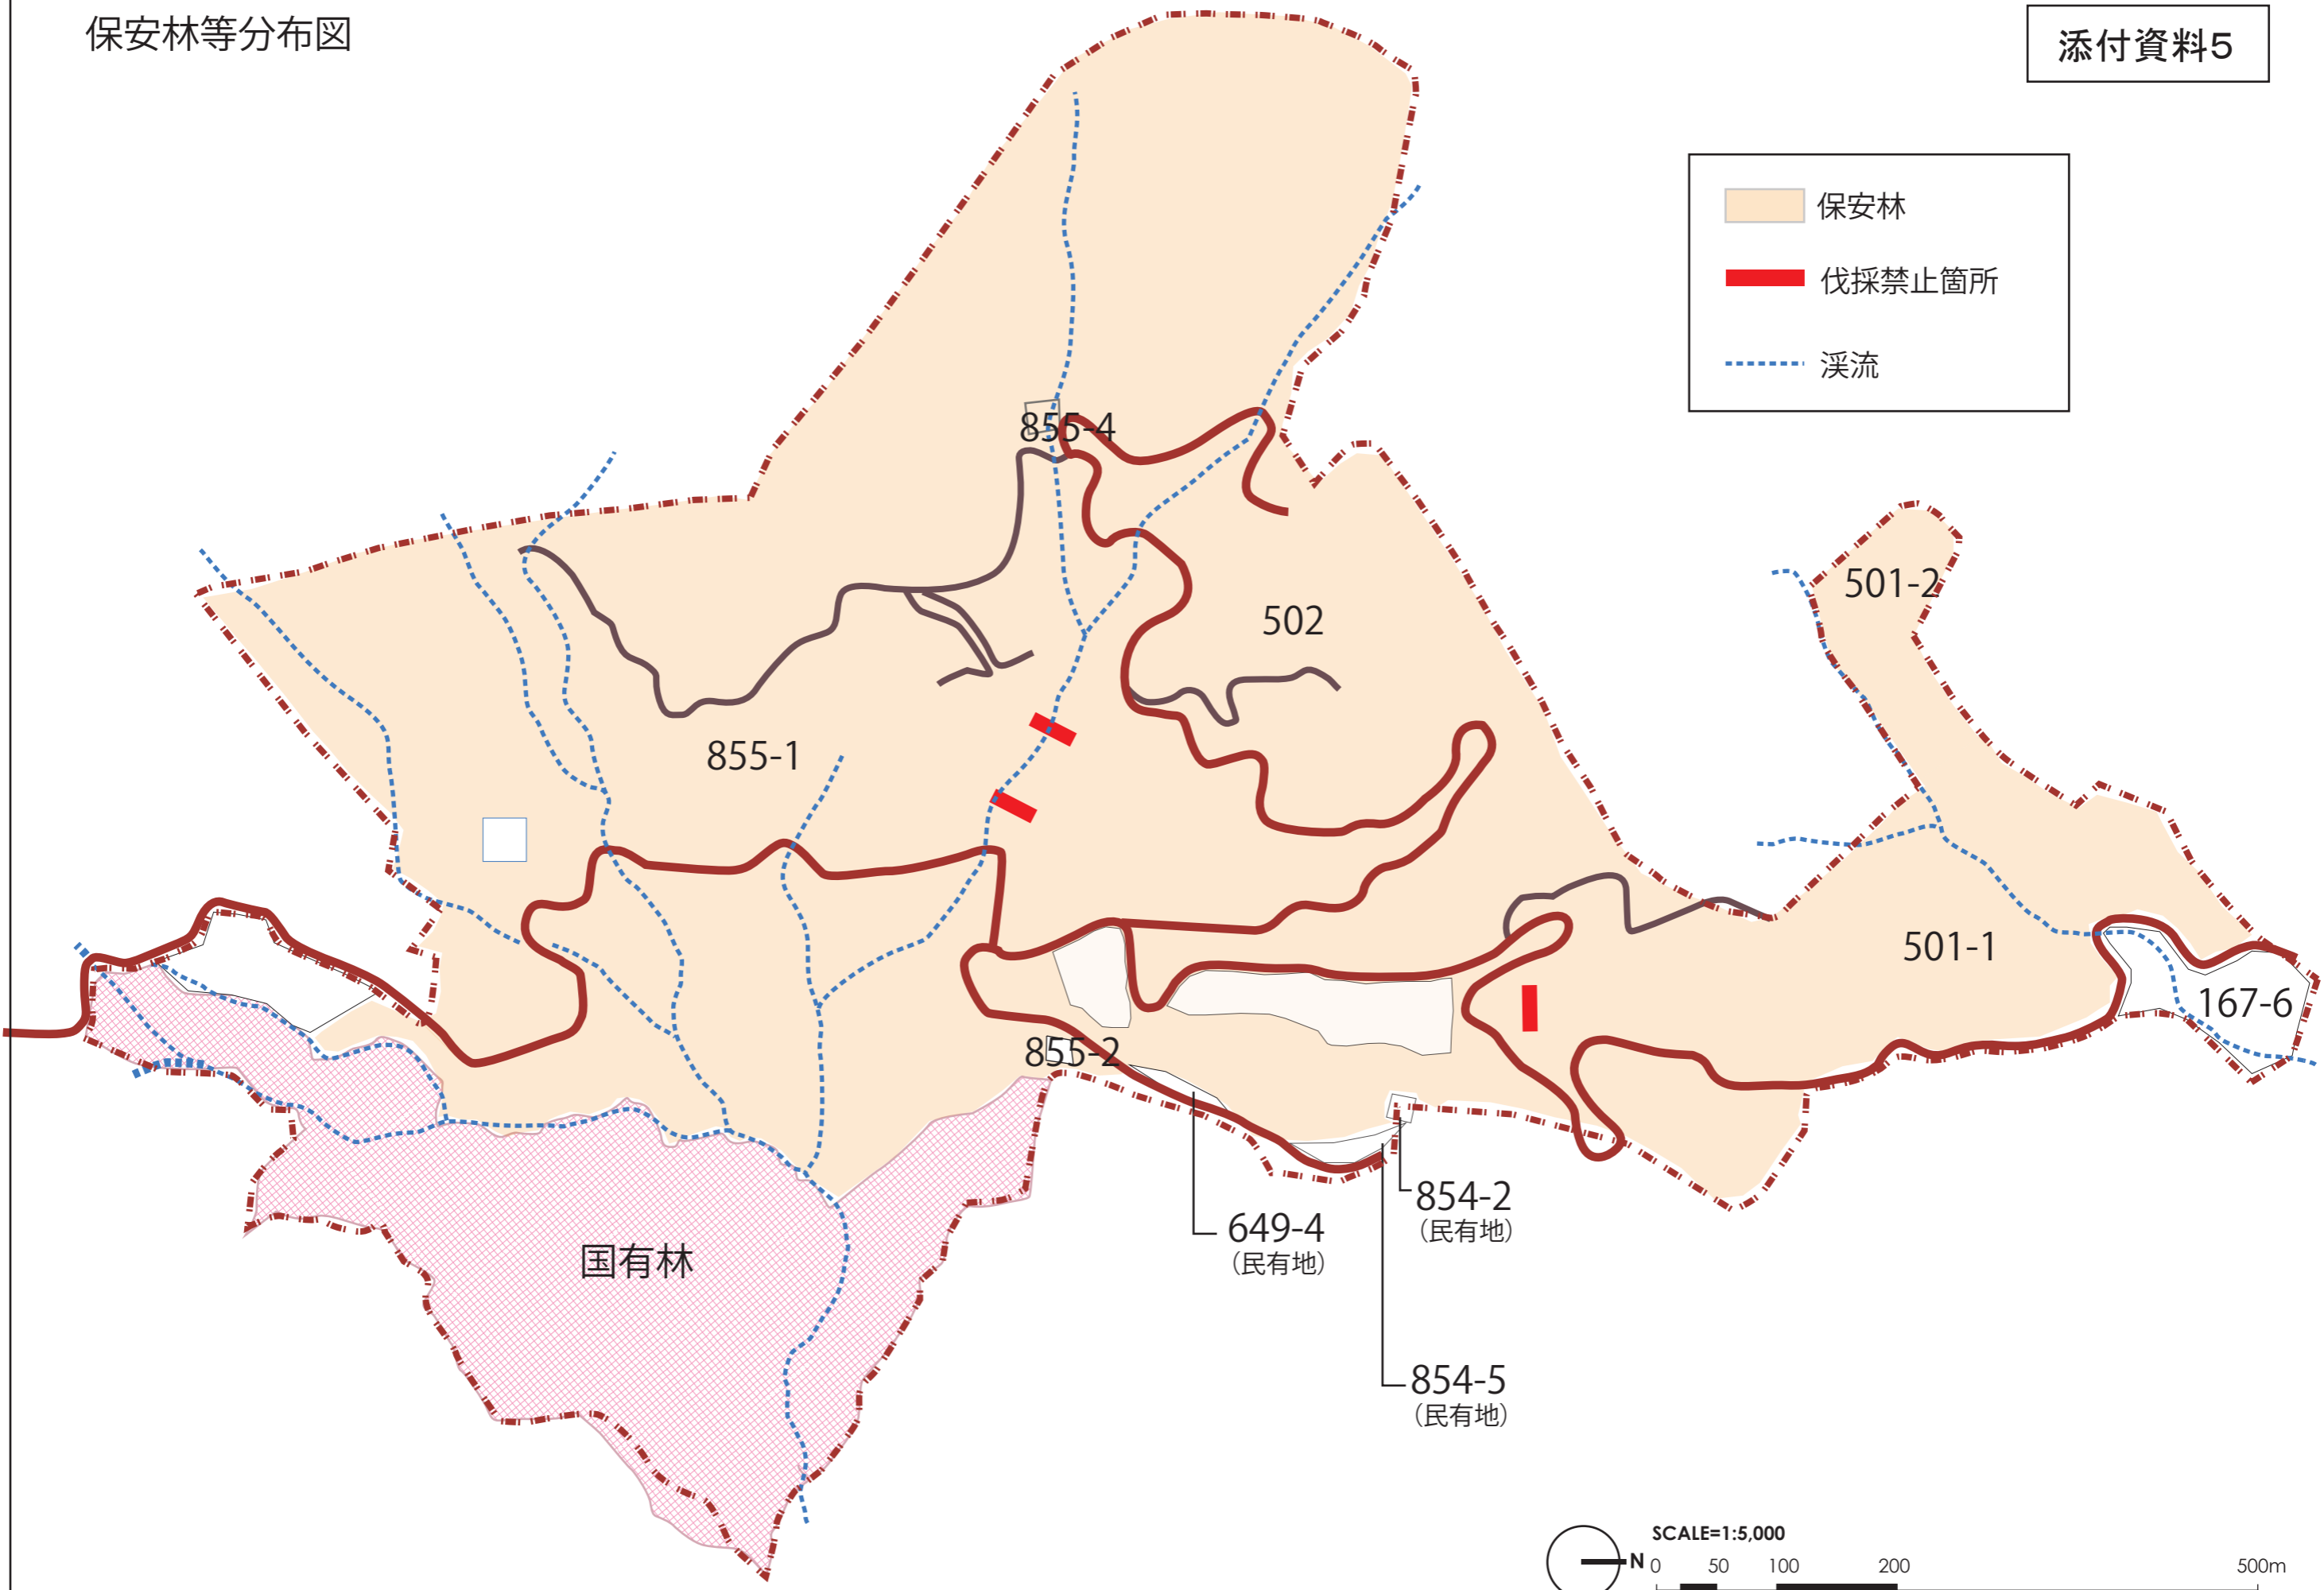 保安林等分布図
添付資料5
保安林
伐採禁止箇所
渓流
855-4
501-2
502
855-1
501-1
167-6
855-2
854-2
(民有地)
649-4
(民有地)
国有林
854-5
(民有地)
SCALE=1:5,000
N 0 50 100 200 500m